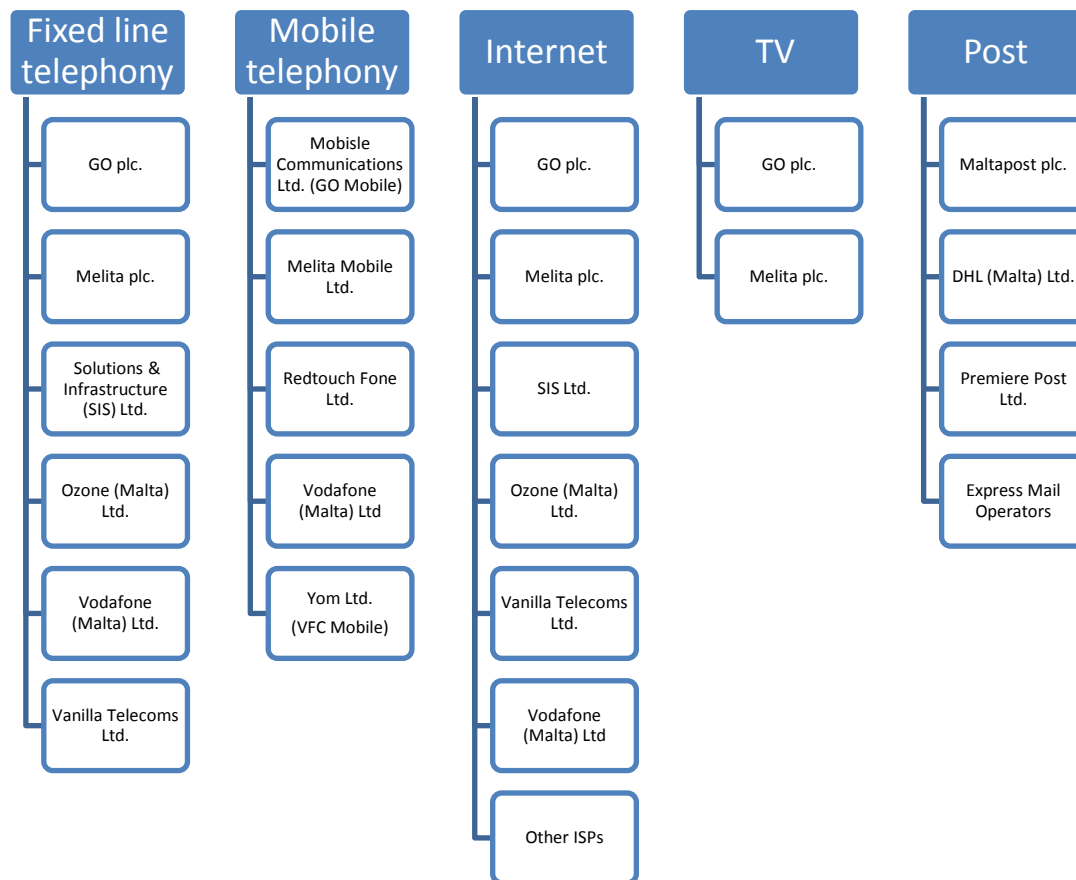 Fixed line
telephony
GO plc.
Melita plc.
Solutions &
Infrastructure
(SIS) Ltd.
Ozone (Malta)
Ltd.
Vodafone
(Malta) Ltd.
Vanilla Telecoms
Ltd.
Mobile
telephony
Mobisle
Communications
Ltd. (GO Mobile)
Melita Mobile
Ltd.
Redtouch Fone
Ltd.
Vodafone
(Malta) Ltd
Yom Ltd.
(VFC Mobile)
Internet
GO plc.
Melita plc.
SIS Ltd.
Ozone (Malta)
Ltd.
Vanilla Telecoms
Ltd.
Vodafone
(Malta) Ltd
Other ISPs
TV
GO plc.
Melita plc.
Post
Maltapost plc.
DHL (Malta) Ltd.
Premiere Post
Ltd.
Express Mail
Operators